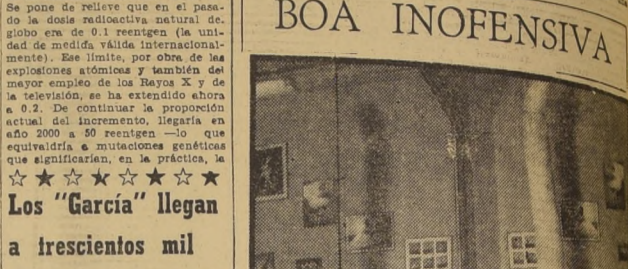 Se pone de relieve que en el pasa-
do la dosis radioactiva natural de
globo era de 0.1 reentgen (la uni-
dad de medida válida internacional-
mente). Ese límite, por obra de las
explosiones atómicas y también del
mayor empleo de los Rayos X y de
la televisión, se ha extendido ahora
a 0.2. De continuar la proporción
actual del incremento, llegaría en
año 2000 a 50 reentgen —lo que
equivaldría a mutaciones genéticas
que significarían, en la práctica, la
Los "García" llegan
a trescientos mil
BOA INOFENSIVA